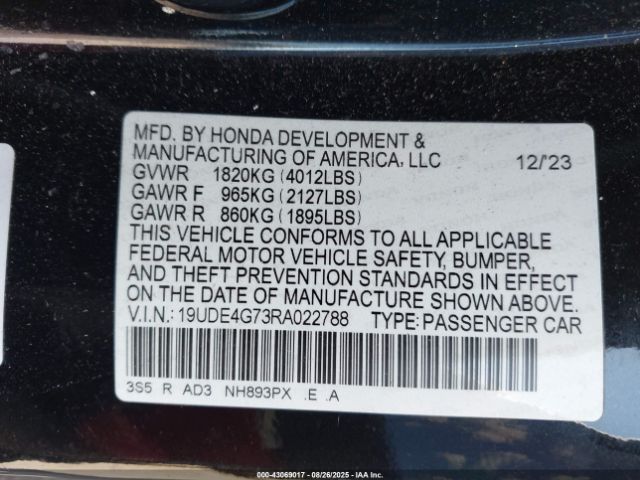 MFD. BY HONDA DEVELOPMENT &
MANUFACTURING OF AMERICA, LLC 12/'23
GVWR 1820KG (4012LBS)
GAWR F 965KG (2127LBS)
GAWR R 860KG (1895LBS)
THIS VEHICLE CONFORMS TO ALL APPLICABLE
FEDERAL MOTOR VEHICLE SAFETY, BUMPER,
AND THEFT PREVENTION STANDARDS IN EFFECT
ON THE DATE OF MANUFACTURE SHOWN ABOVE.
V.I.N.: 19UDE4G73RA022788 TYPE: PASSENGER CAR
3S5 R AD3 NH893PX .E .A
000-43069017 - 08/26/2025 - IAAI Inc.